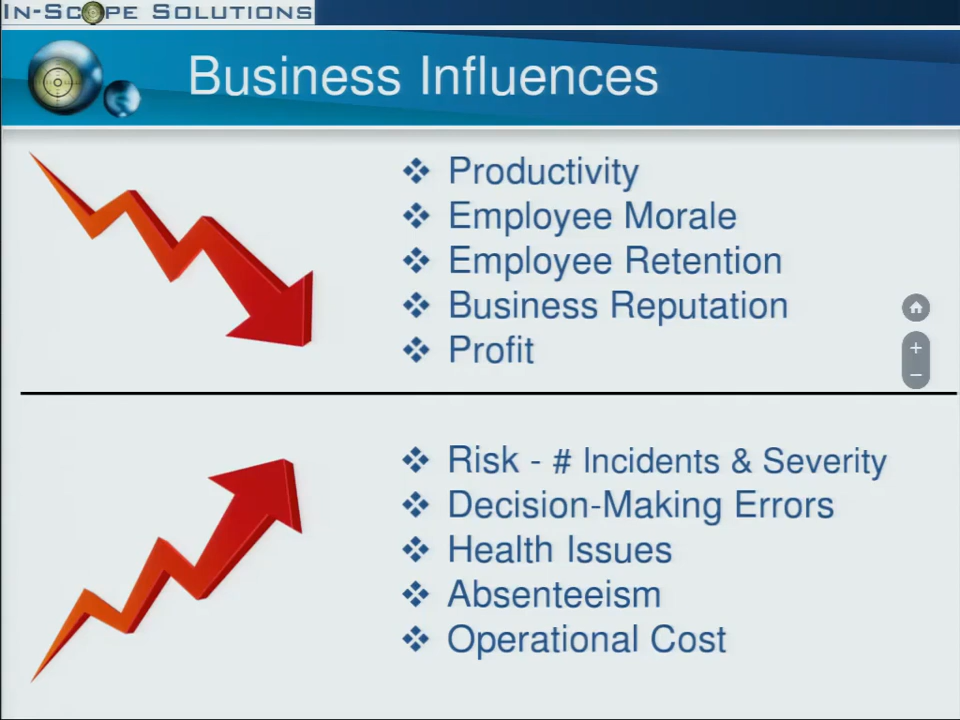 IN-SCOPE SOLUTIONS
Business Influences
Productivity
Employee Morale
Employee Retention
Business Reputation
Profit
Risk - # Incidents & Severity
Decision-Making Errors
Health Issues
Absenteeism
Operational Cost